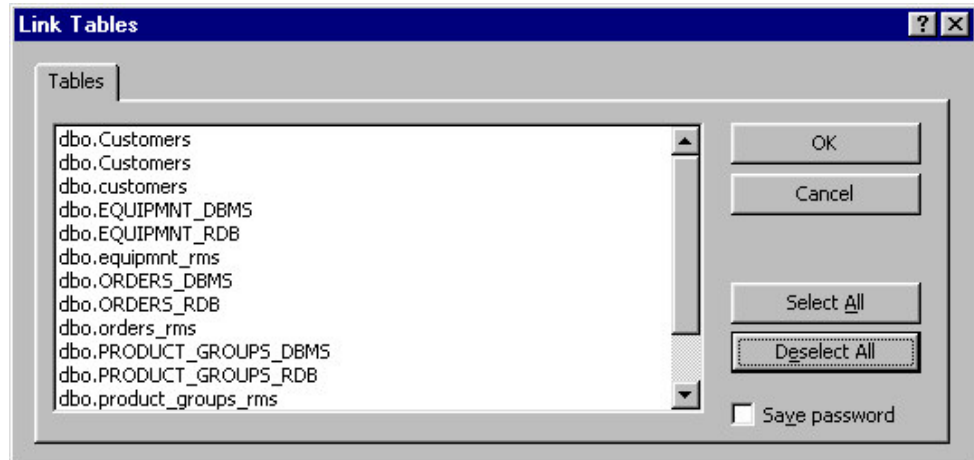 Link Tables
Tables
dbo.Customers
dbo.Customers
dbo.customers
dbo.EQUIPMNT_DBMS
dbo.EQUIPMNT_RDB
dbo.equipmnt_rms
dbo.ORDERS_DBMS
dbo.ORDERS_RDB
dbo.orders_rms
dbo.PRODUCT_GROUPS_DBMS
dbo.PRODUCT_GROUPS_RDB
dbo.product_groups_rms
OK
Cancel
Select All
Deselect All
Save password